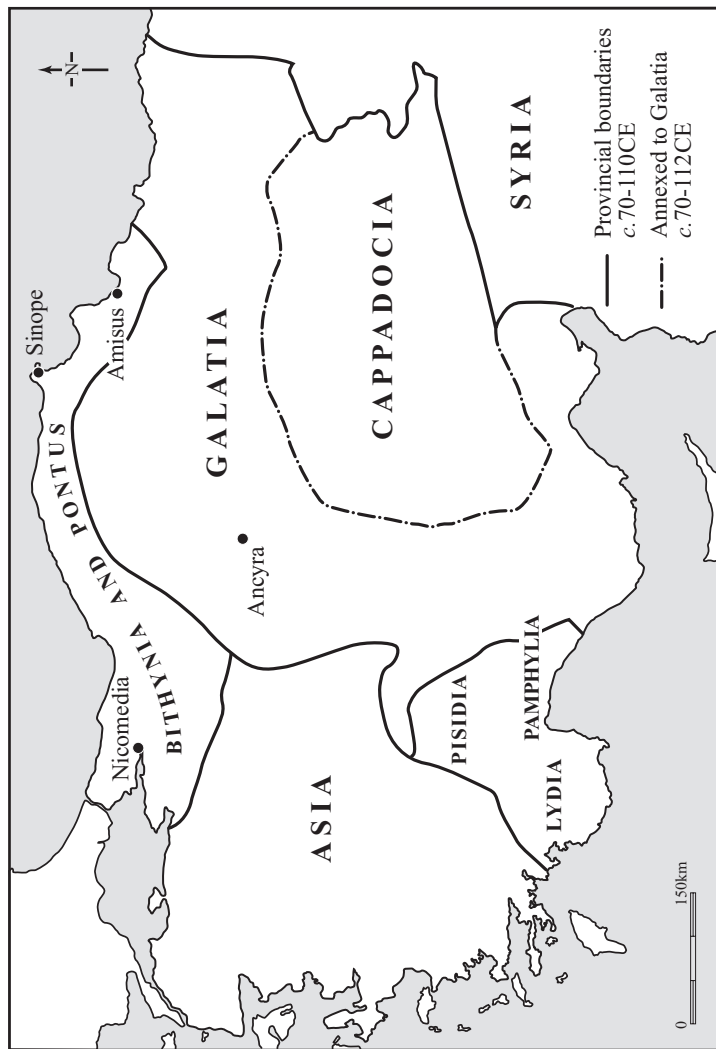 -N-
Sinope
Amisus
Nicomedia
BITHYNIA AND PONTUS
GALATIA
Ancyra
CAPPADOCIA
ASIA
PISIDIA
PAMPHYLIA
LYDIA
SYRIA
Provincial boundaries
c.70-110CE
Annexed to Galatia
c.70-112CE
0 150km